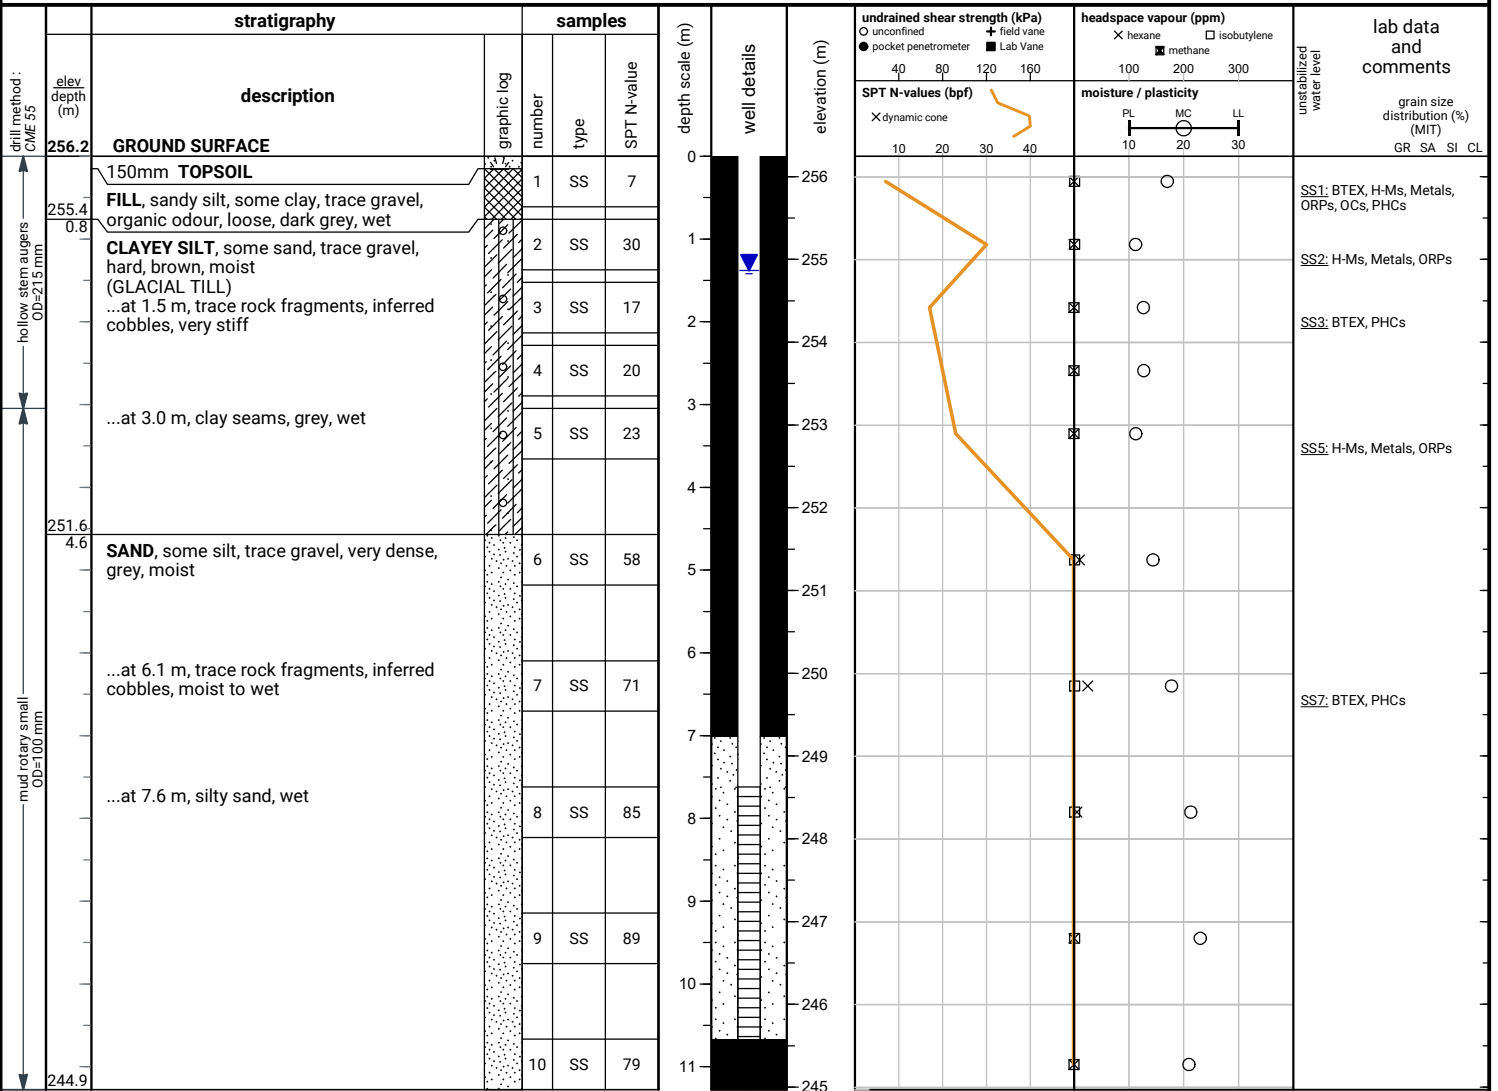 stratigraphy
samples
drill method :
CME 55
elev
depth
(m)
description
graphic log
number
type
SPT N-value
depth scale (m)
well details
elevation (m)
undrained shear strength (kPa)
unconfined
field vane
pocket penetrometer
Lab Vane
40 80 120 160
SPT N-values (bpf)
dynamic cone
10 20 30 40
headspace vapour (ppm)
hexane
isobutylene
methane
100 200 300
moisture / plasticity
PL MC LL
10 20 30
unstabilized
water level
lab data
and
comments
grain size
distribution (%)
(MIT)
GR SA SI CL
256.2 GROUND SURFACE
hollow stem augers
OD=215 mm
mud rotary small
OD=100 mm
150mm TOPSOIL
FILL, sandy silt, some clay, trace gravel,
organic odour, loose, dark grey, wet
255.4
0.8
CLAYEY SILT, some sand, trace gravel,
hard, brown, moist
(GLACIAL TILL)
...at 1.5 m, trace rock fragments, inferred
cobbles, very stiff
...at 3.0 m, clay seams, grey, wet
251.6
4.6
SAND, some silt, trace gravel, very dense,
grey, moist
...at 6.1 m, trace rock fragments, inferred
cobbles, moist to wet
...at 7.6 m, silty sand, wet
244.9
1 SS 7
2 SS 30
3 SS 17
4 SS 20
5 SS 23
6 SS 58
7 SS 71
8 SS 85
9 SS 89
10 SS 79
0
1
2
3
4
5
6
7
8
9
10
11
256
255
254
253
252
251
250
249
248
247
246
245
SS1: BTEX, H-Ms, Metals,
ORPs, OCs, PHCs
SS2: H-Ms, Metals, ORPs
SS3: BTEX, PHCs
SS5: H-Ms, Metals, ORPs
SS7: BTEX, PHCs